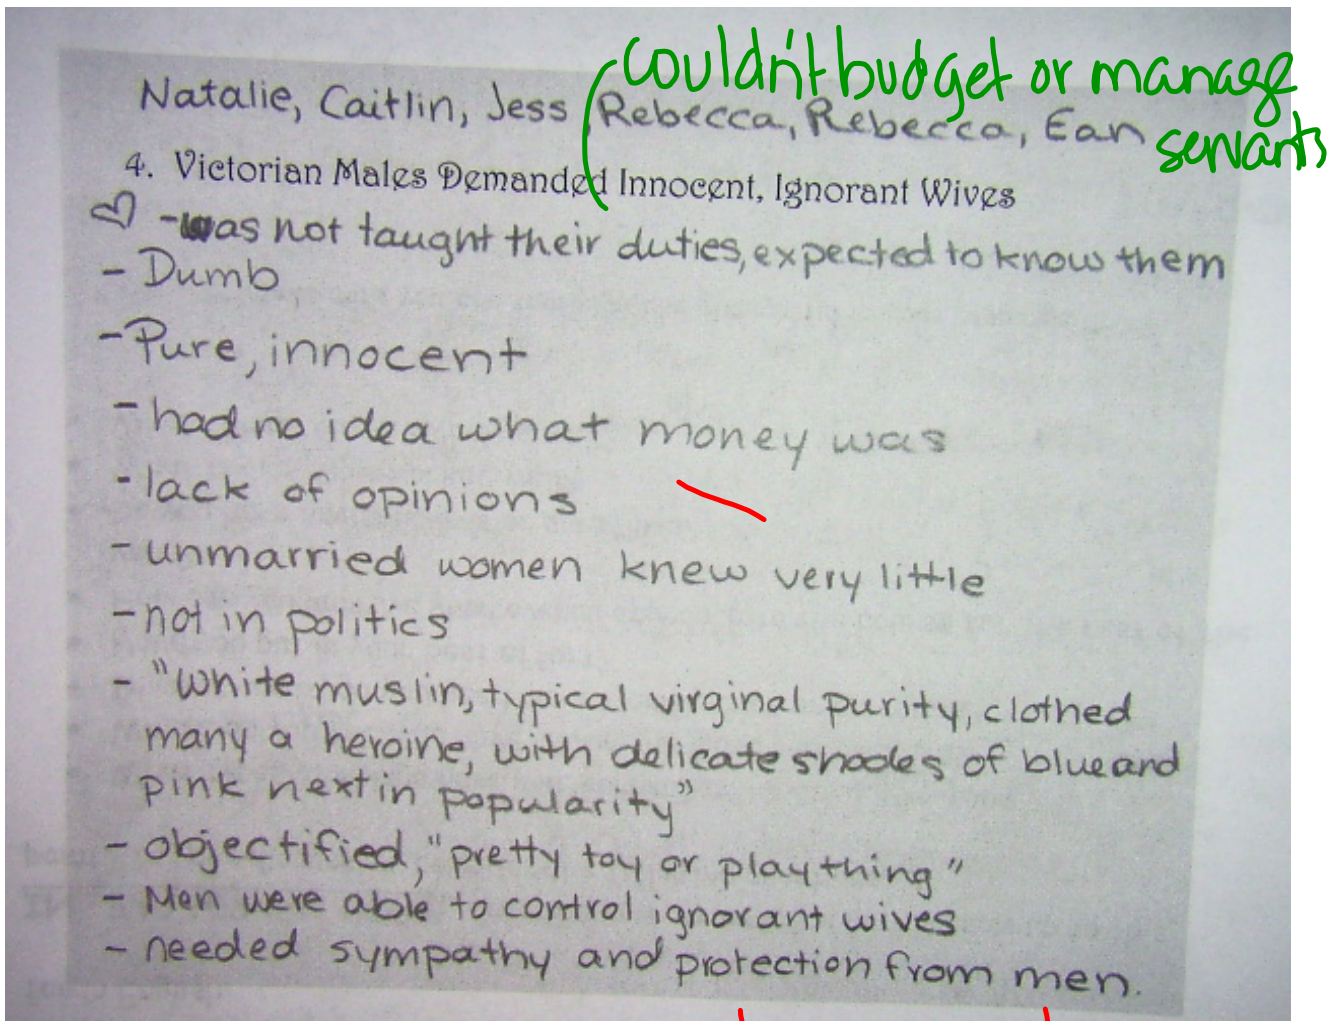 couldn't budget or manage
servants
Natalie, Caitlin, Jess, Rebecca, Rebecca, Ean
4. Victorian Males Demanded Innocent, Ignorant Wives
-was not taught their duties, expected to know them
- Dumb
- Pure, innocent
- had no idea what money was
- lack of opinions
- unmarried women knew very little
- not in politics
- "White muslin, typical virginal purity, clothed
many a heroine, with delicate shades of blue and
pink next in popularity"
- objectified, "pretty toy or plaything"
- Men were able to control ignorant wives
- needed sympathy and protection from men.